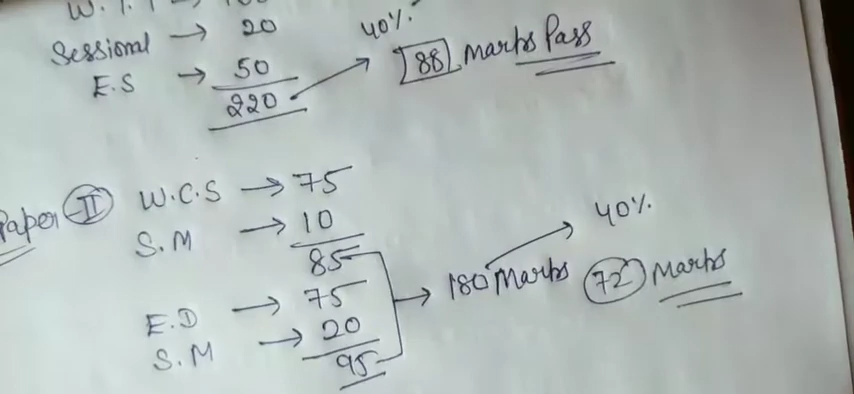 Sessional → 20
40%.
E.S → 50
220
88 Marks Pass
Paper-II W.C.S → 75
S.M → 10
85
40%.
180 Marks 72 Marks
E.D → 75
S.M → 20
95